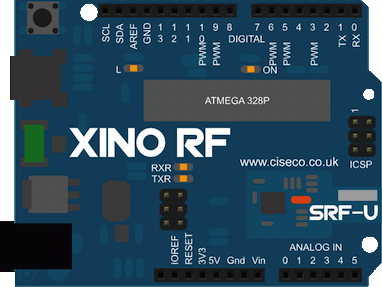 SCL
SDA
AREF
GND
13
12
11
PWM 10
PWM 9
8
DIGITAL
7
PWM 6
PWM 5
4
PWM 3
2
TX 1
RX 0
L
ON
ATMEGA 328P
1
ICSP
XINO RF
www.ciseco.co.uk
RXR
TXR
SRF-U
IOREF
RESET
3V3
5V
Gnd
Vin
ANALOG IN
0 1 2 3 4 5